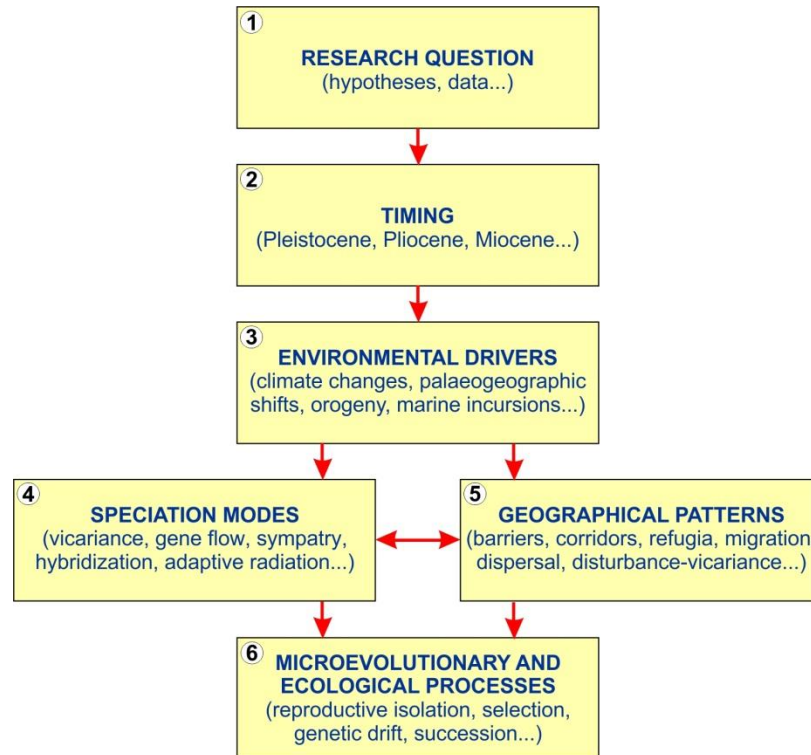 1
RESEARCH QUESTION
(hypotheses, data...)
2
TIMING
(Pleistocene, Pliocene, Miocene...)
3
ENVIRONMENTAL DRIVERS
(climate changes, palaeogeographic
shifts, orogeny, marine incursions...)
4
SPECIATION MODES
(vicariance, gene flow, sympatry,
hybridization, adaptive radiation...)
5
GEOGRAPHICAL PATTERNS
(barriers, corridors, refugia, migration,
dispersal, disturbance-vicariance...)
6
MICROEVOLUTIONARY AND
ECOLOGICAL PROCESSES
(reproductive isolation, selection,
genetic drift, succession...)